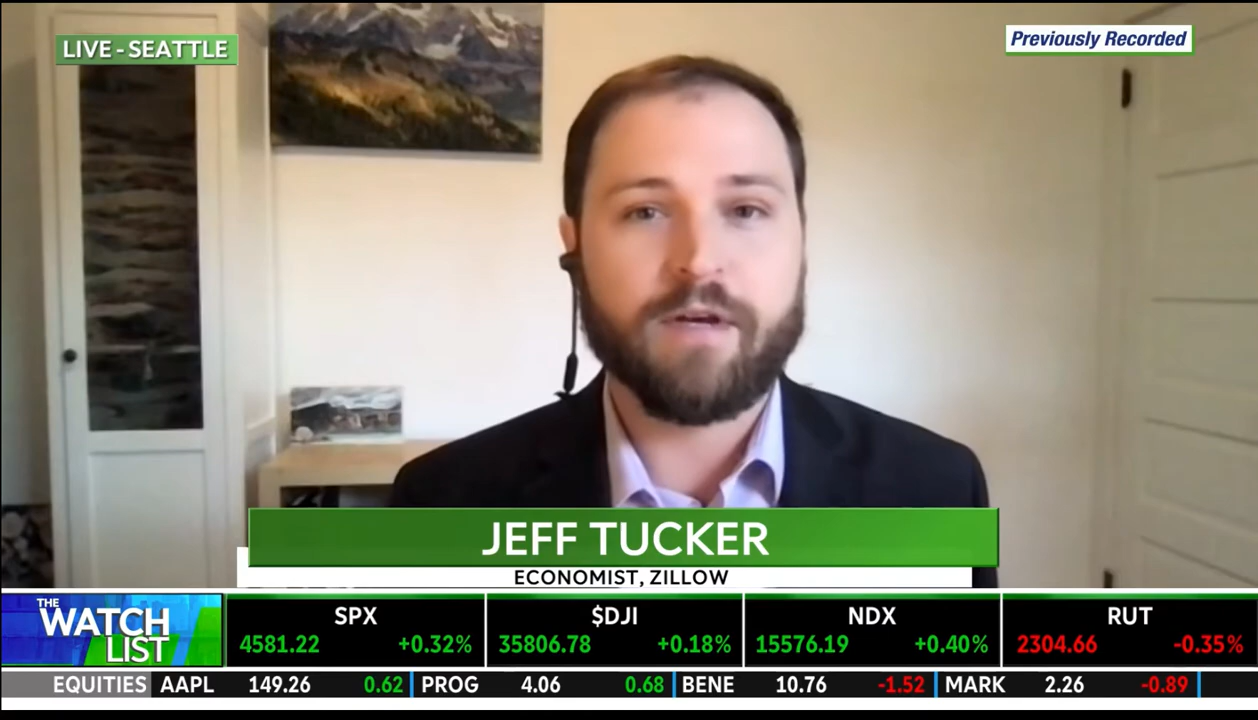 LIVE - SEATTLE
Previously Recorded
JEFF TUCKER
ECONOMIST, ZILLOW
THE
WATCH
LIST
SPX
4581.22 +0.32%
$DJI
35806.78 +0.18%
NDX
15576.19 +0.40%
RUT
2304.66 -0.35%
EQUITIES AAPL 149.26 0.62 PROG 4.06 0.68 BENE 10.76 -1.52 MARK 2.26 -0.89